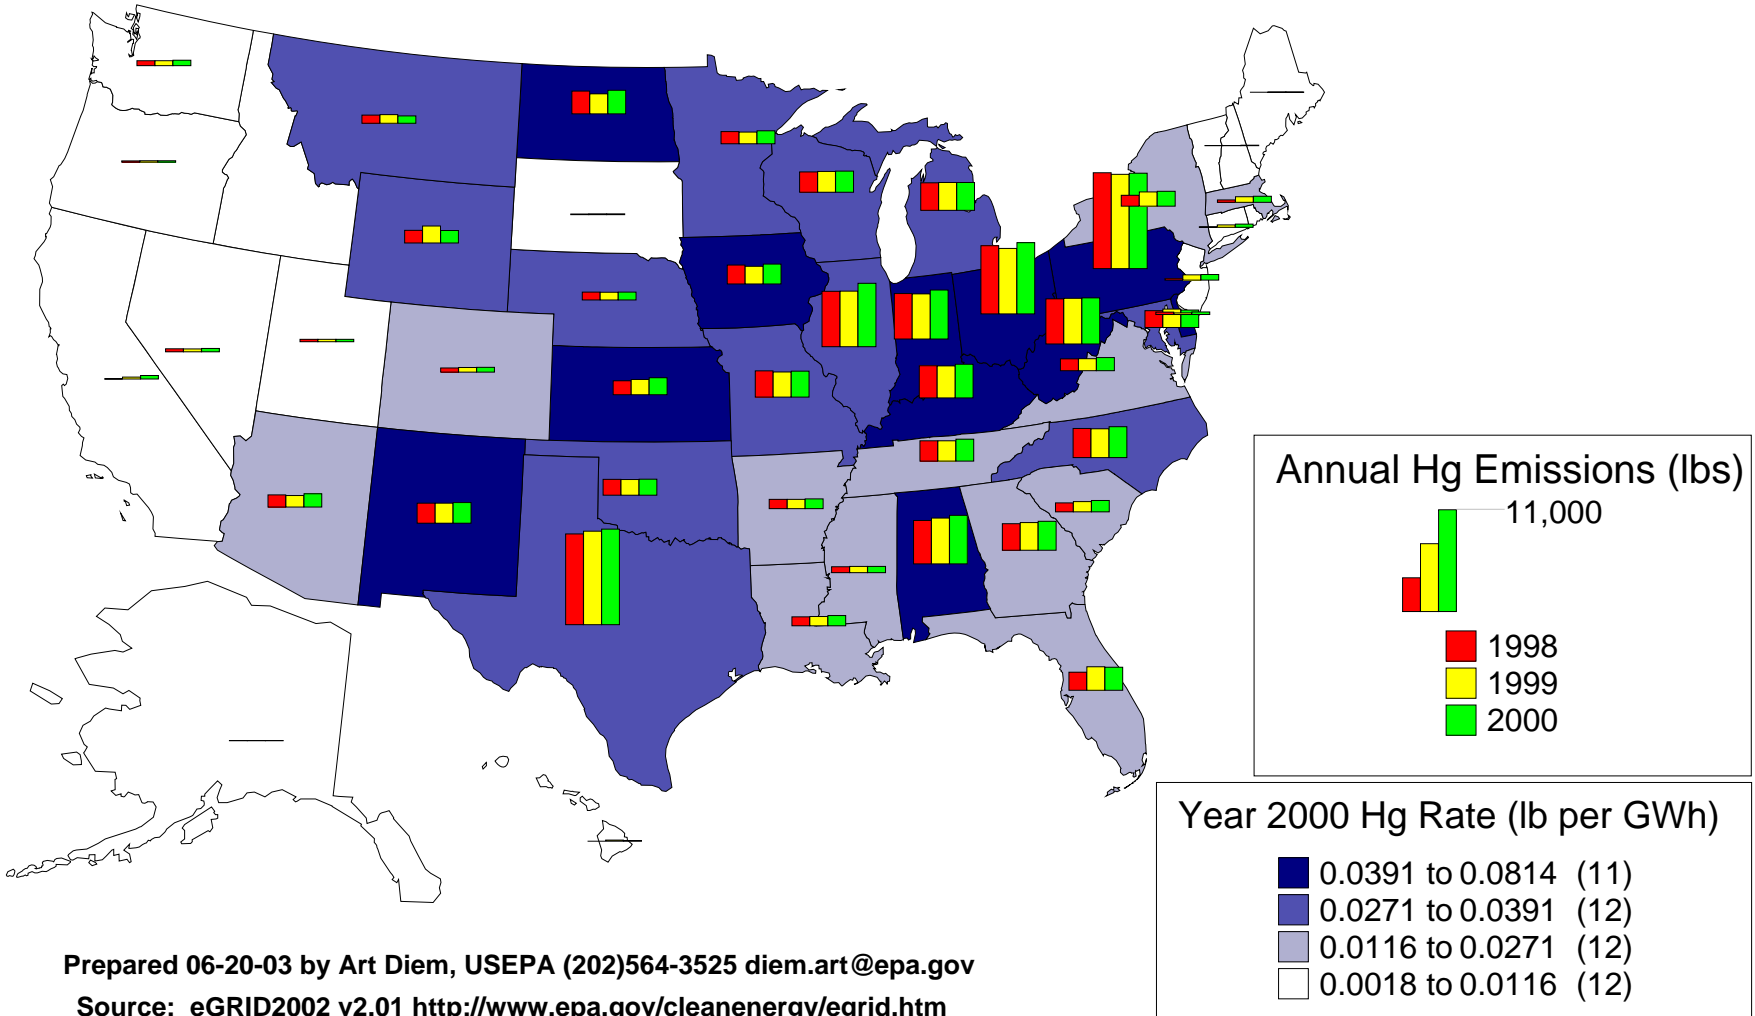 Annual Hg Emissions (lbs)
11,000
1998
1999
2000
Year 2000 Hg Rate (lb per GWh)
0.0391 to 0.0814 (11)
0.0271 to 0.0391 (12)
0.0116 to 0.0271 (12)
0.0018 to 0.0116 (12)
Prepared 06-20-03 by Art Diem, USEPA (202)564-3525 diem.art@epa.gov
Source: eGRID2002 v2.01 http://www.epa.gov/cleanenergy/egrid.htm